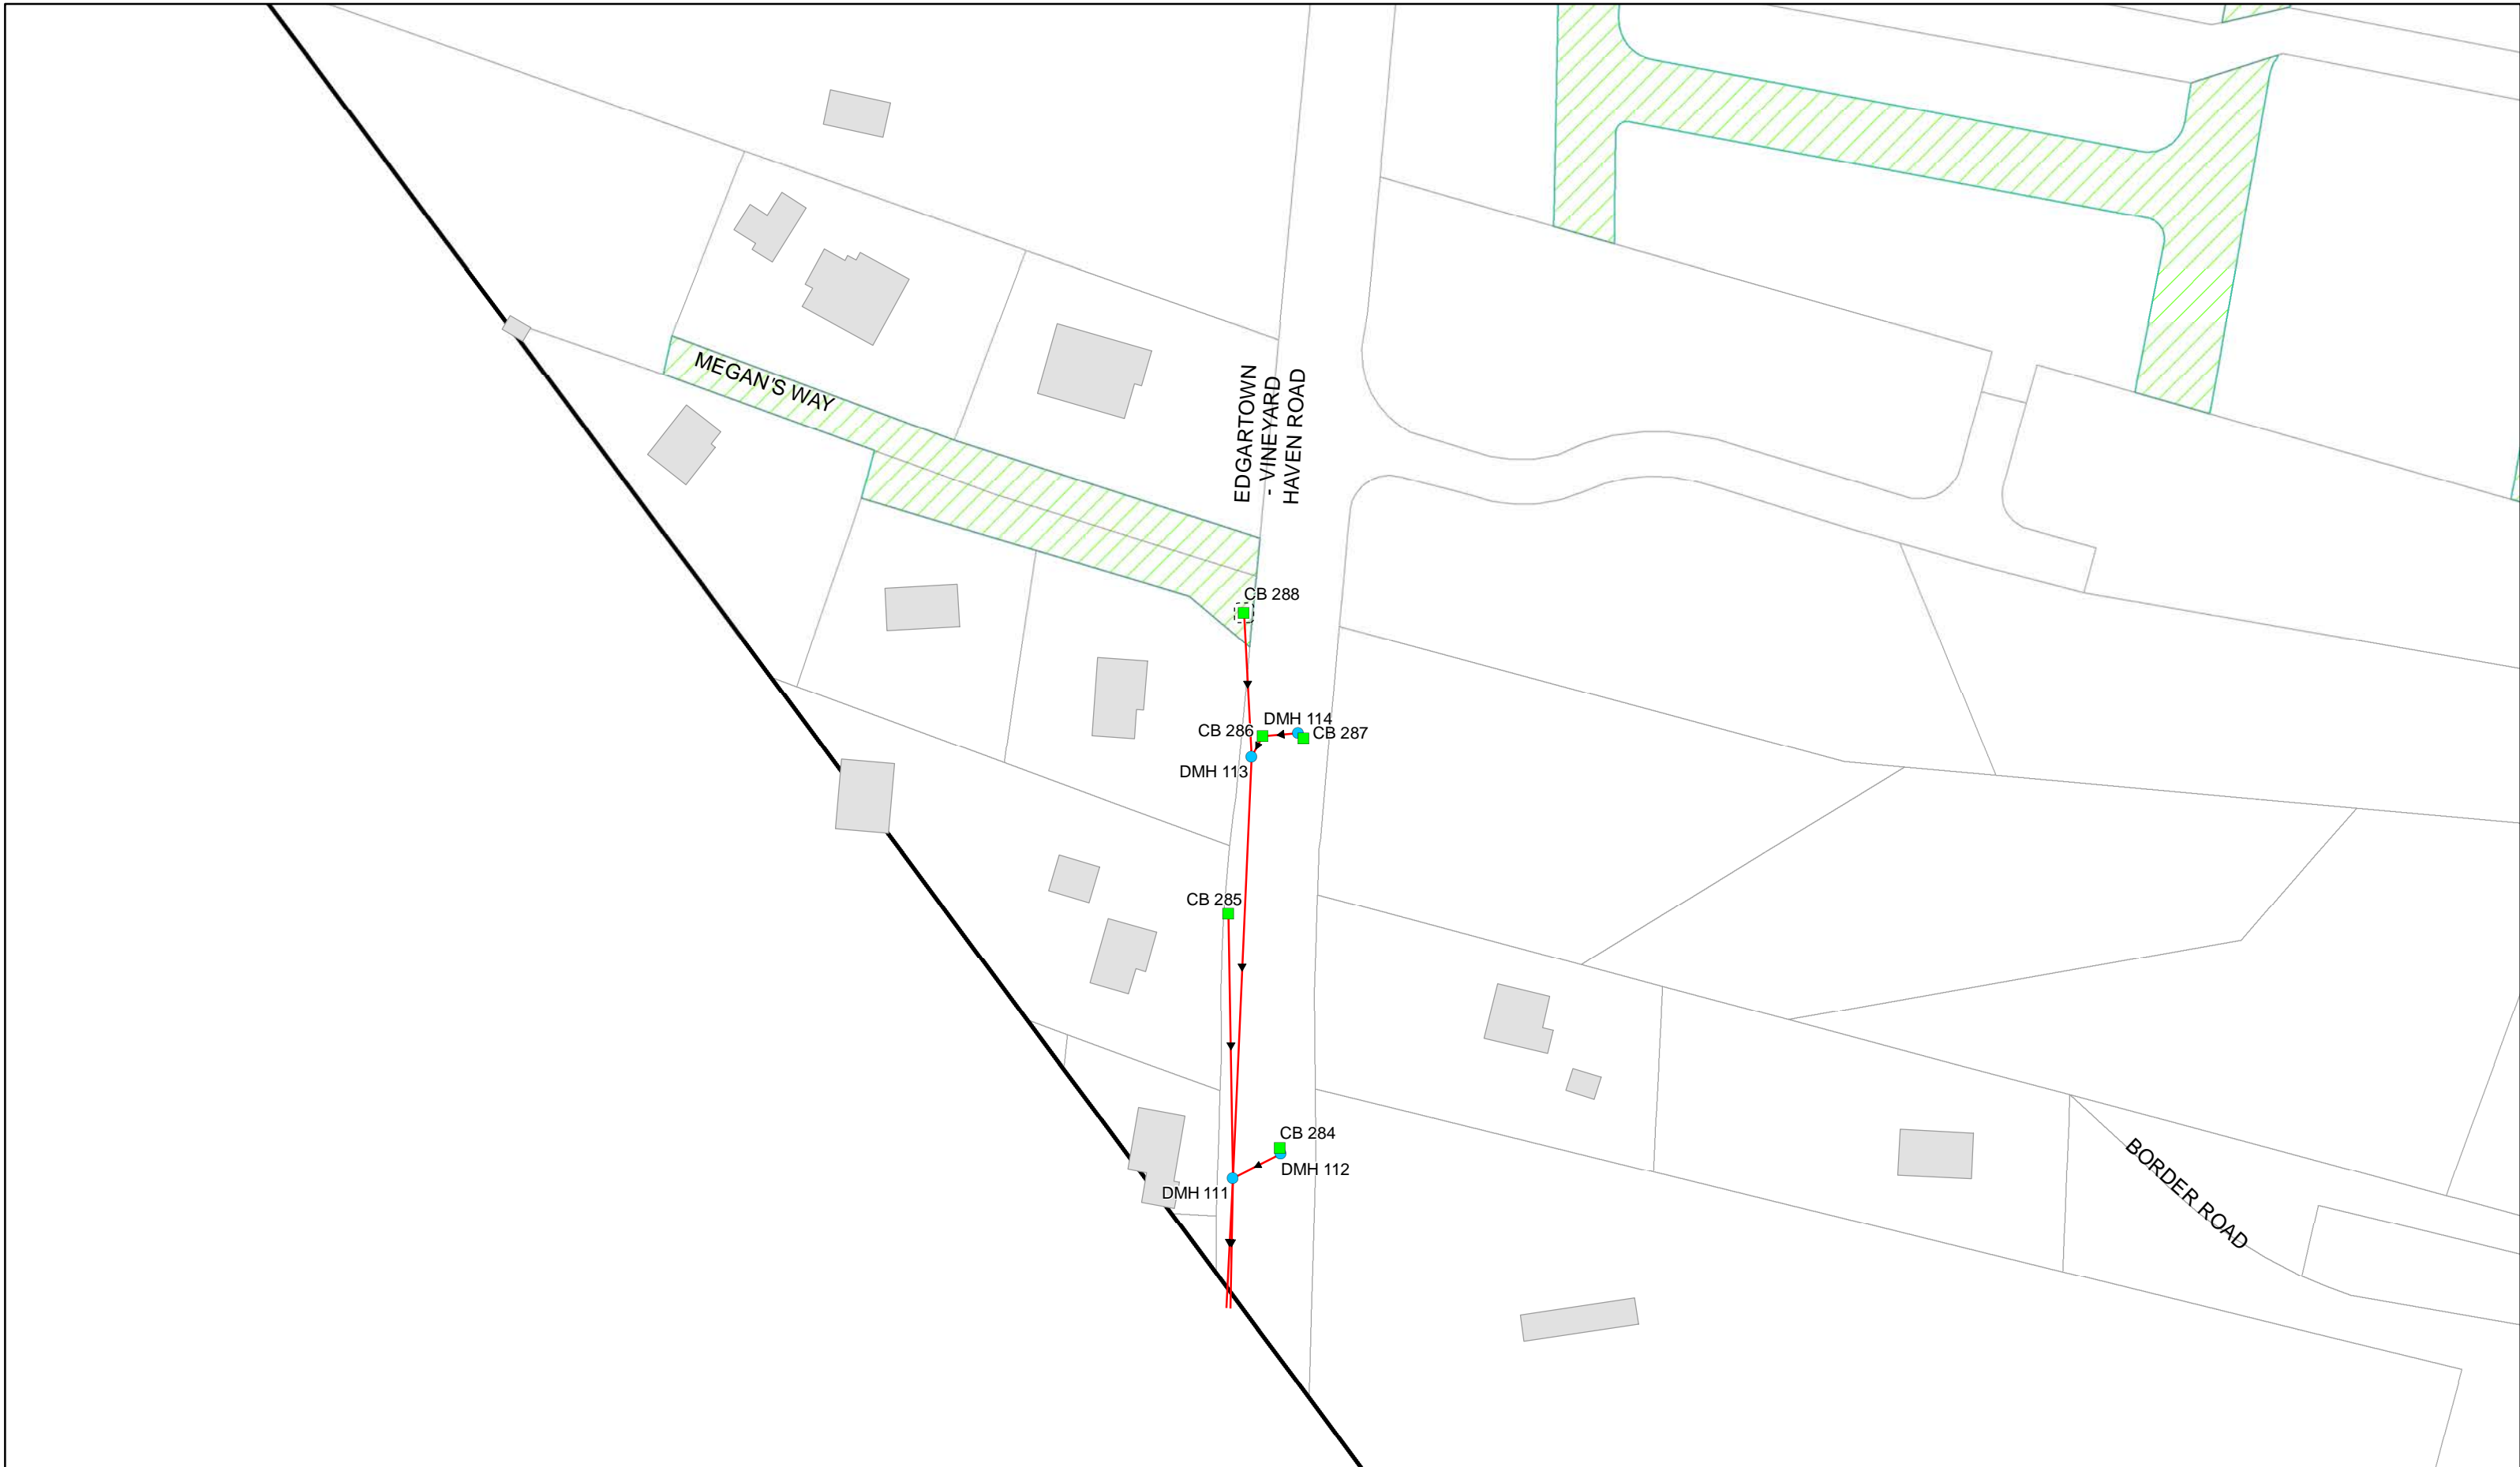 MEGAN'S WAY
EDGARTOWN
- VINEYARD
HAVEN ROAD
CB 288
DMH 114
CB 286
CB 287
DMH 113
CB 285
CB 284
DMH 112
DMH 111
BORDER ROAD